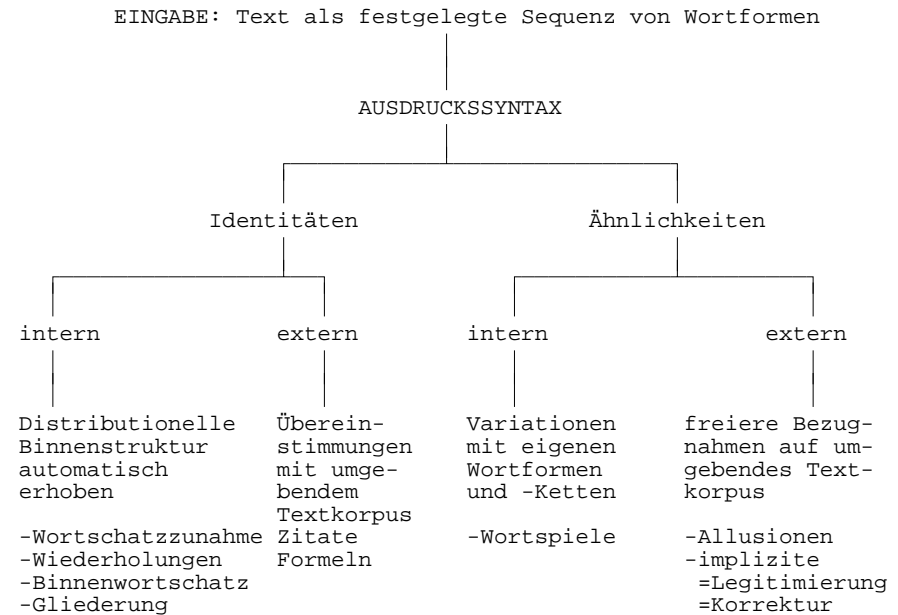 EINGABE: Text als festgelegte Sequenz von Wortformen
AUSDRUCKSSYNTAX
Identitäten
Ähnlichkeiten
intern
extern
intern
extern
Distributionelle
Binnenstruktur
automatisch
erhoben
-Wortschatzzunahme
-Wiederholungen
-Binnenwortschatz
-Gliederung
Überein-
stimmungen
mit umge-
bendem
Textkorpus
Zitate
Formeln
Variationen
mit eigenen
Wortformen
und -Ketten
-Wortspiele
freiere Bezug-
nahmen auf um-
gebendes Text-
korpus
-Allusionen
-implizite
=Legitimierung
=Korrektur